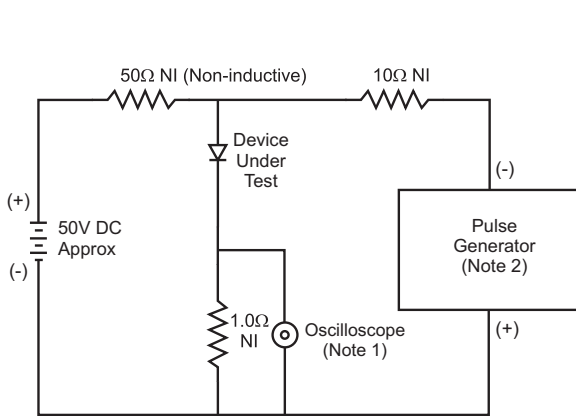 50Ω NI (Non-inductive)
10Ω NI
Device
Under
Test
(+)
50V DC
Approx
(-)
(-)
Pulse
Generator
(Note 2)
(+)
1.0Ω
NI
Oscilloscope
(Note 1)